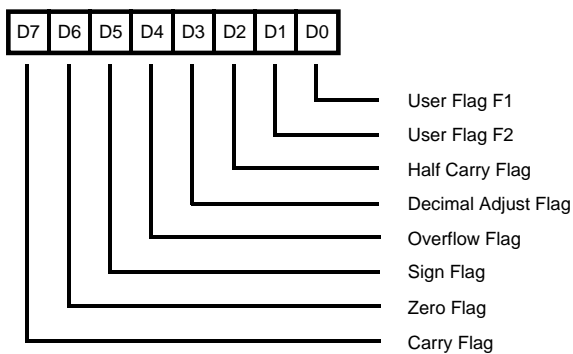 D7 D6 D5 D4 D3 D2 D1 D0
User Flag F1
User Flag F2
Half Carry Flag
Decimal Adjust Flag
Overflow Flag
Sign Flag
Zero Flag
Carry Flag